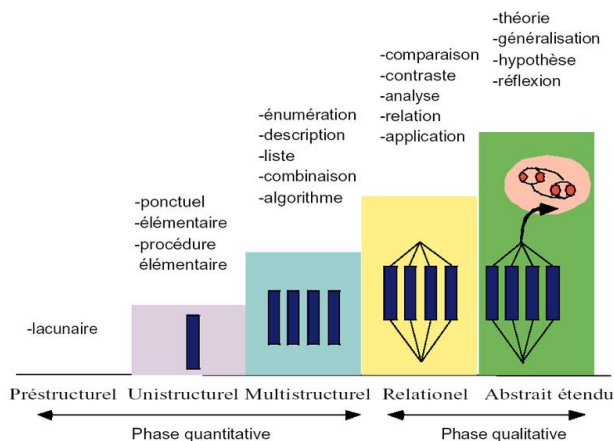 -lacunaire
-ponctuel
-élémentaire
-procédure
élémentaire
-énumération
-description
-liste
-combinaison
-algorithme
-comparaison
-contraste
-analyse
-relation
-application
-théorie
-généralisation
-hypothèse
-réflexion
Préstructurel Unistructurel Multistructurel Relationel Abstrait étendu
Phase quantitative Phase qualitative